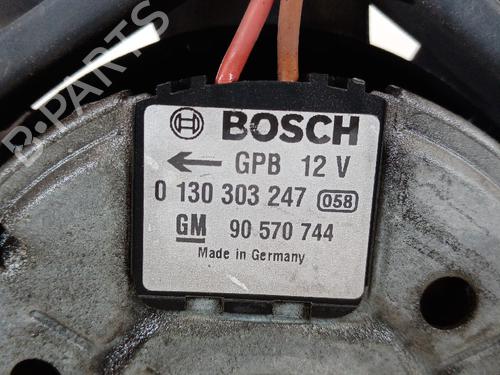 BOSCH
GPB 12 V
0 130 303 247 058
GM 90 570 744
Made in Germany
B-PARTS